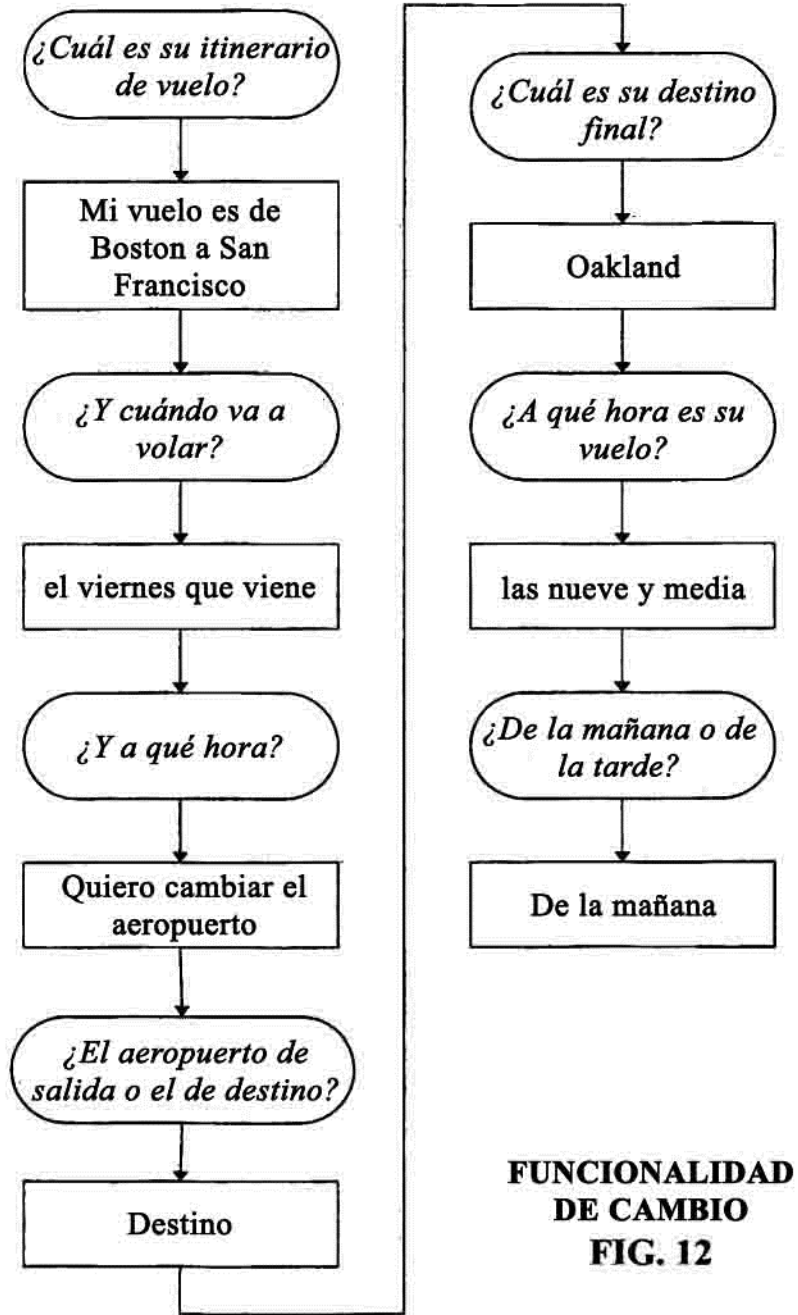 ¿Cuál es su itinerario
de vuelo?
Mi vuelo es de
Boston a San
Francisco
¿Y cuándo va a
volar?
el viernes que viene
¿Y a qué hora?
Quiero cambiar el
aeropuerto
¿El aeropuerto de
salida o el de destino?
Destino
¿Cuál es su destino
final?
Oakland
¿A qué hora es su
vuelo?
las nueve y media
¿De la mañana o de
la tarde?
De la mañana
FUNCIONALIDAD
DE CAMBIO
FIG. 12